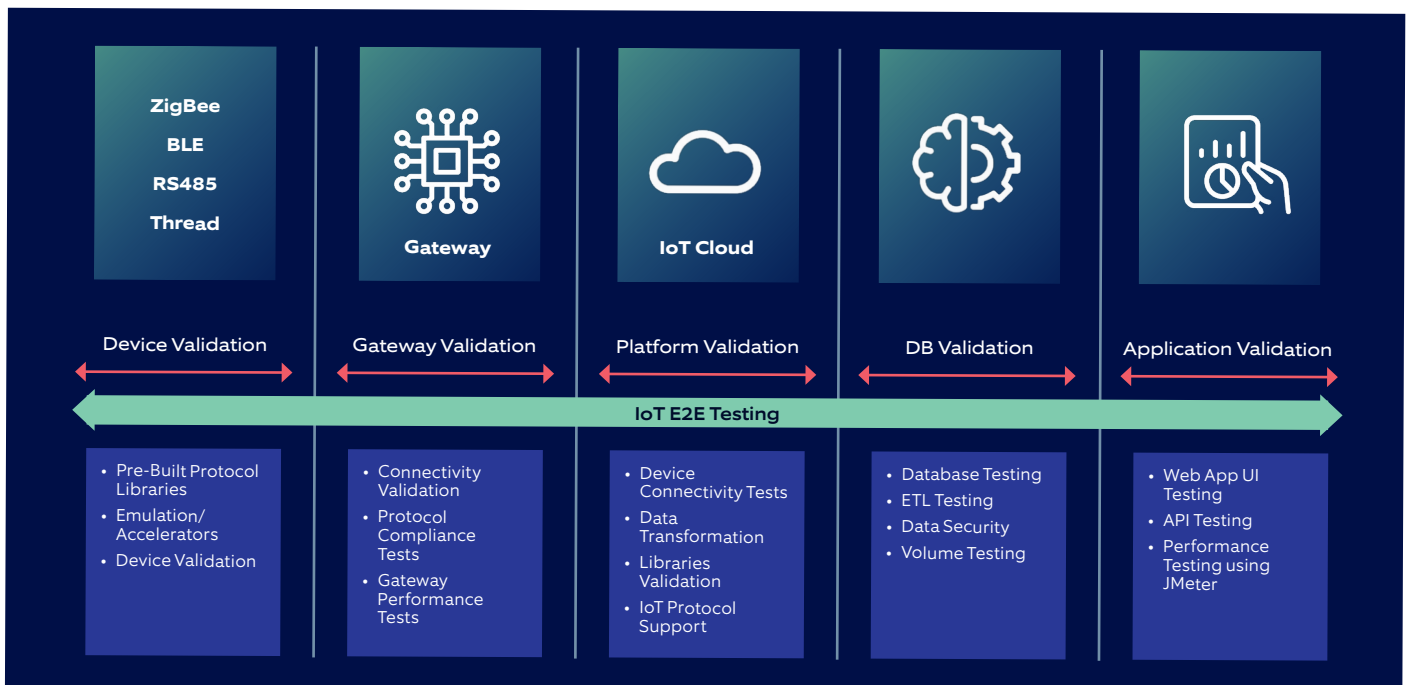 ZigBee
BLE
RS485
Thread
Gateway
IoT Cloud
Device Validation
Gateway Validation
Platform Validation
DB Validation
Application Validation
IoT E2E Testing
• Pre-Built Protocol
Libraries
• Emulation/
Accelerators
• Device Validation
• Connectivity
Validation
• Protocol
Compliance
Tests
• Gateway
Performance
Tests
• Device
Connectivity Tests
• Data
Transformation
• Libraries
Validation
• IoT Protocol
Support
• Database Testing
• ETL Testing
• Data Security
• Volume Testing
• Web App UI
Testing
• API Testing
• Performance
Testing using
JMeter